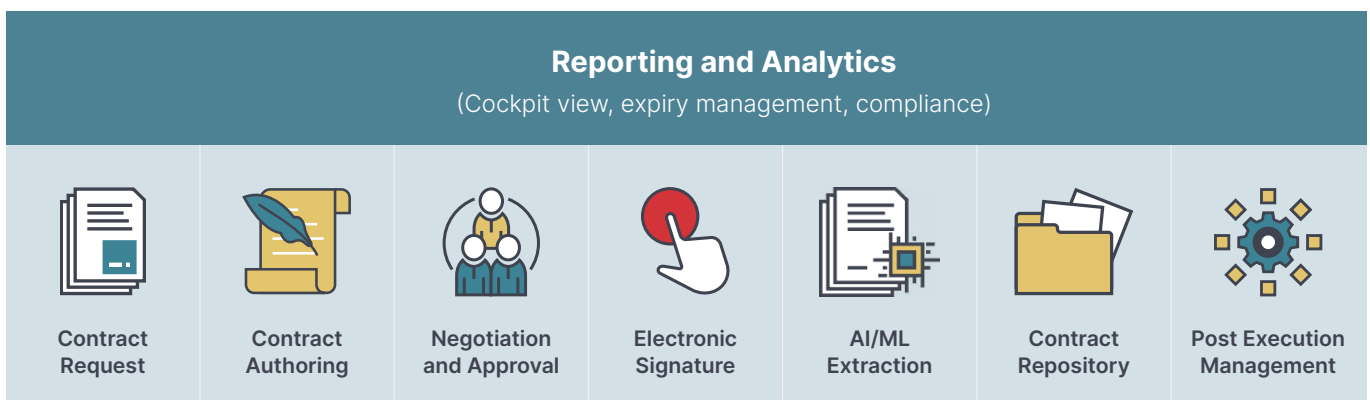 Reporting and Analytics
(Cockpit view, expiry management, compliance)
Contract
Request
Contract
Authoring
Negotiation
and Approval
Electronic
Signature
AI/ML
Extraction
Contract
Repository
Post Execution
Management